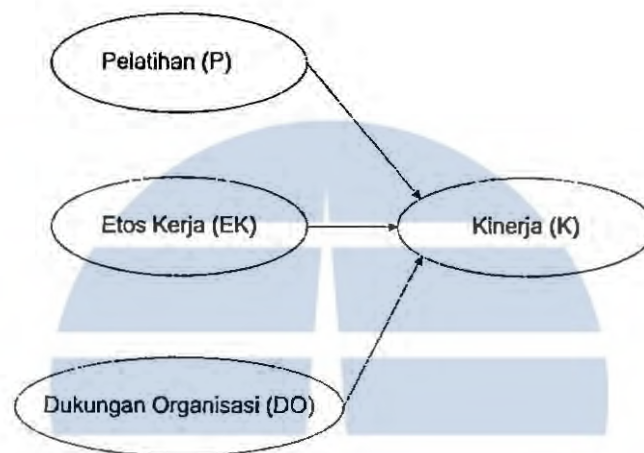 Pelatihan (P)
Etos Kerja (EK)
Kinerja (K)
Dukungan Organisasi (DO)